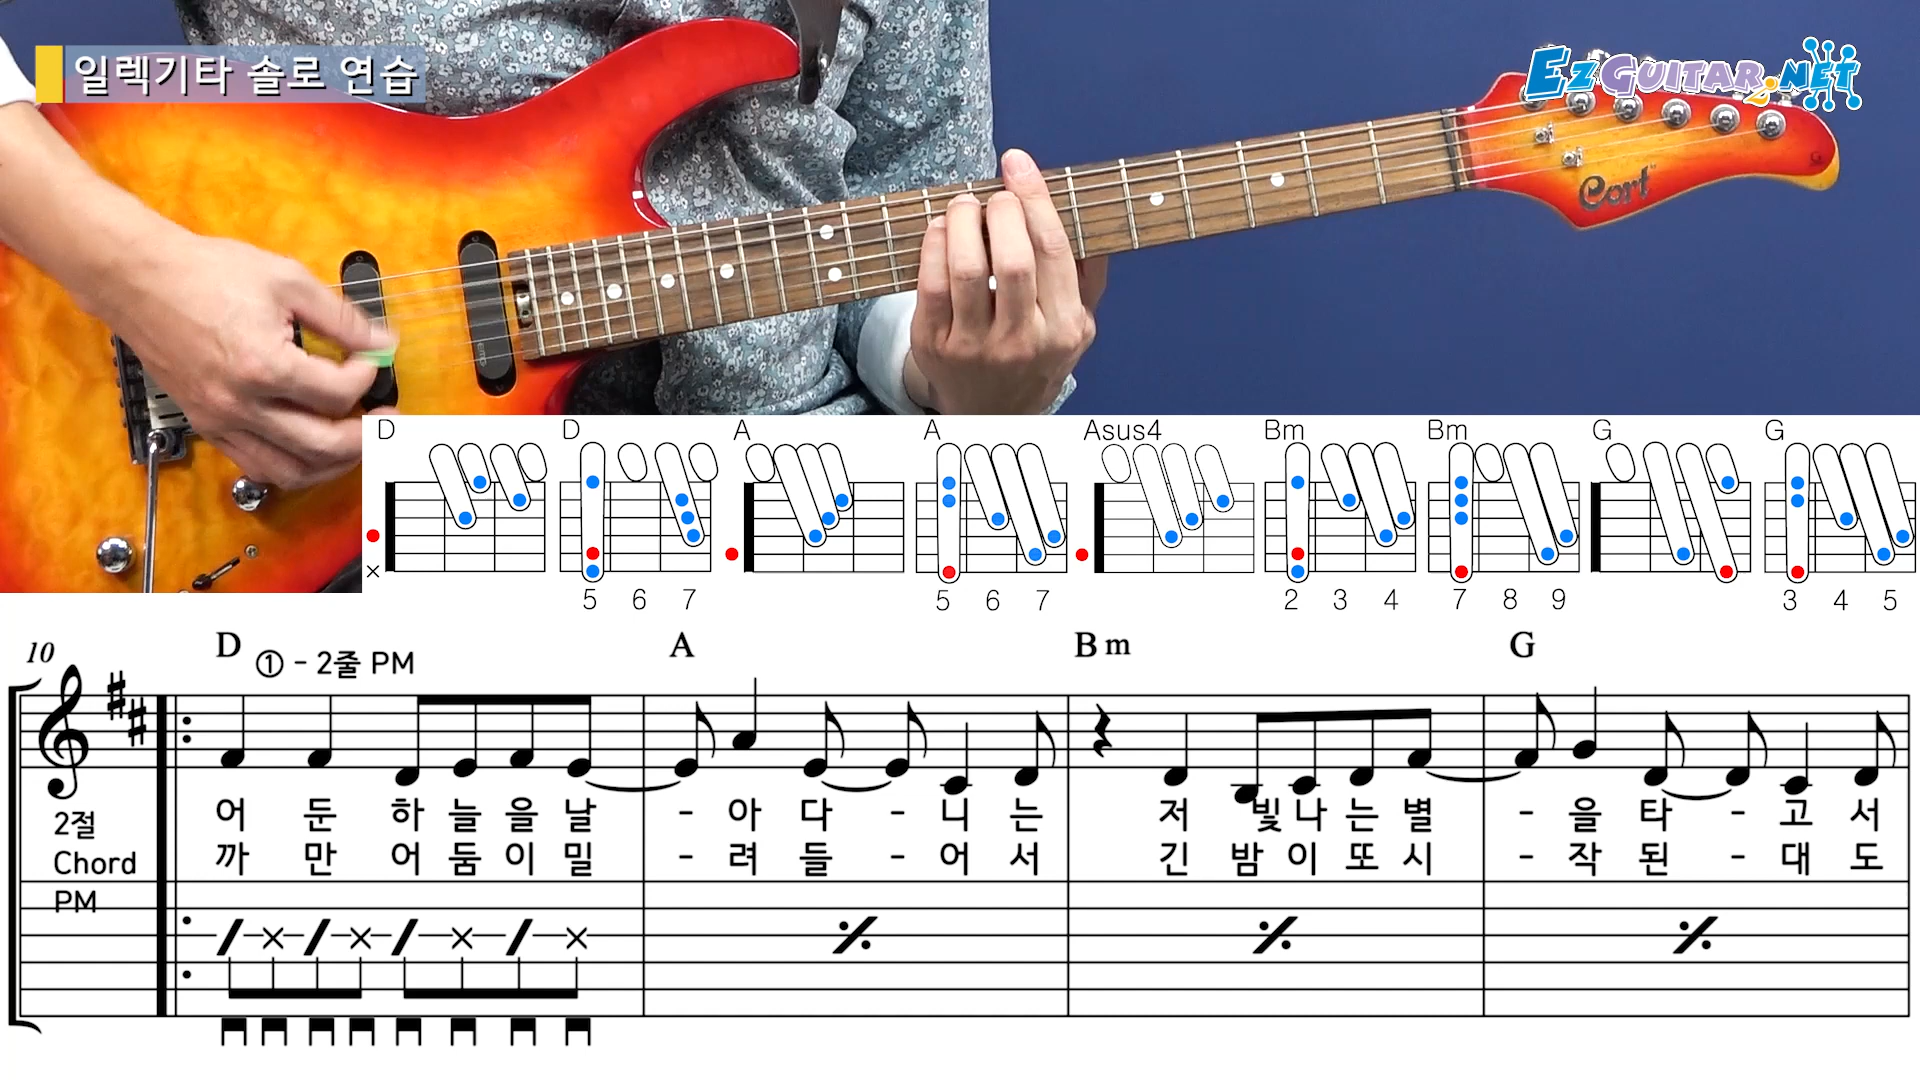 일렉기타 솔로 연습
EZGUITAR2.NET
Cort
D D A A Asus4 Bm Bm G G
×
5 6 7 5 6 7 2 3 4 7 8 9 3 4 5
10 D ① - 2줄 PM A Bm G
어 둔 하 늘 을 날 - 아 다 - 니 는 저 빛 나 는 별 - 을 타 - 고 서
2절
까 만 어 둠 이 밀 - 려 들 - 어 서 긴 밤 이 또 시 - 작 된 - 대 도
Chord
PM